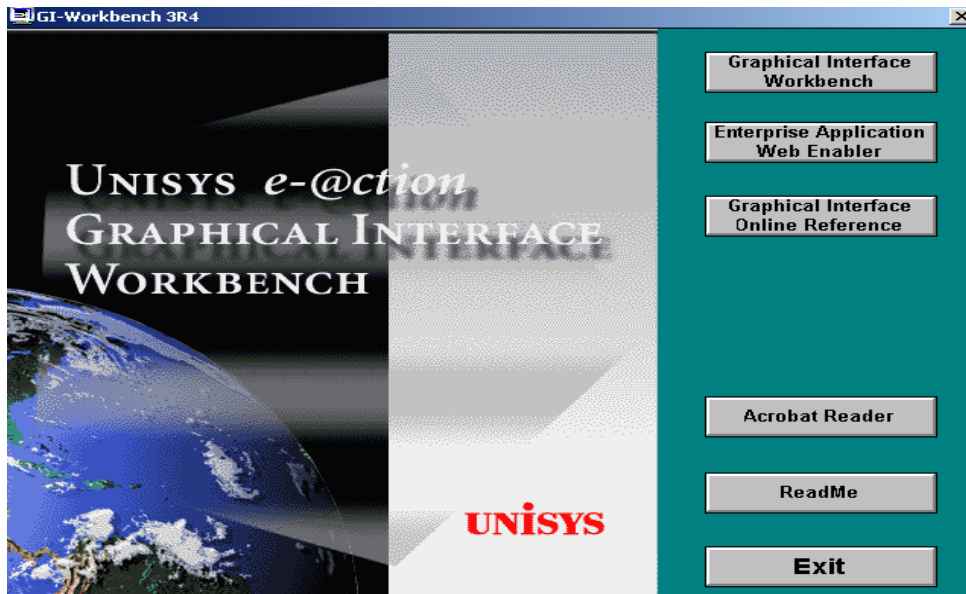 GI-Workbench 3R4
UNISYS e-@ction
GRAPHICAL INTERFACE
WORKBENCH
UNISYS
Graphical Interface
Workbench
Enterprise Application
Web Enabler
Graphical Interface
Online Reference
Acrobat Reader
ReadMe
Exit